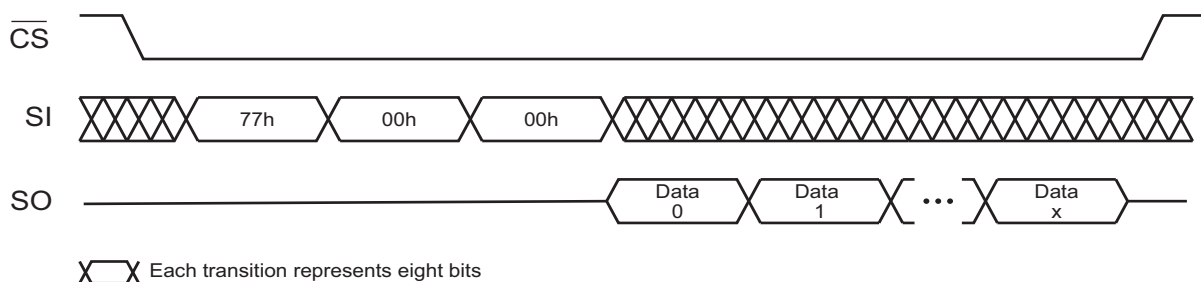 CS
SI
77h
00h
00h
SO
Data
0
Data
1
•••
Data
x
Each transition represents eight bits